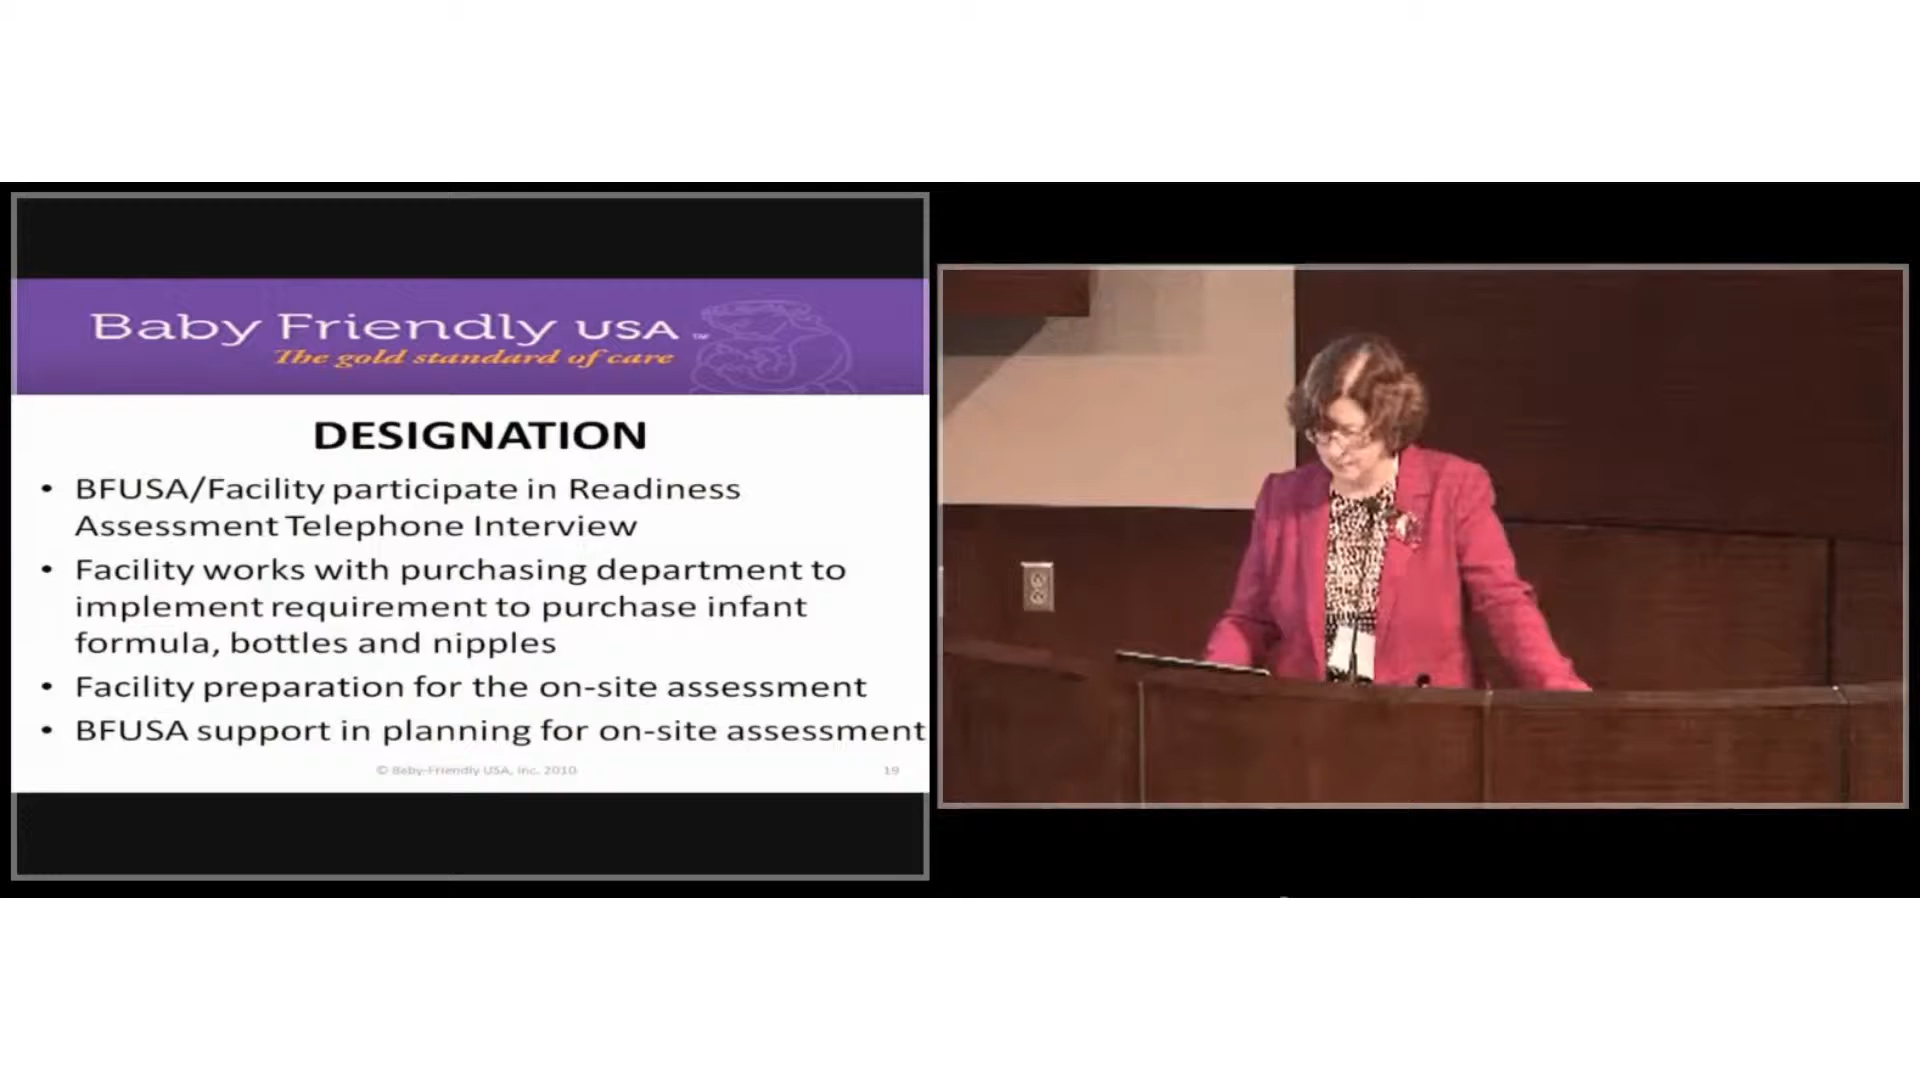 Baby Friendly USA ™
The gold standard of care
DESIGNATION
• BFUSA/Facility participate in Readiness
Assessment Telephone Interview
• Facility works with purchasing department to
implement requirement to purchase infant
formula, bottles and nipples
• Facility preparation for the on-site assessment
• BFUSA support in planning for on-site assessment
© Baby-Friendly USA, Inc. 2010
19